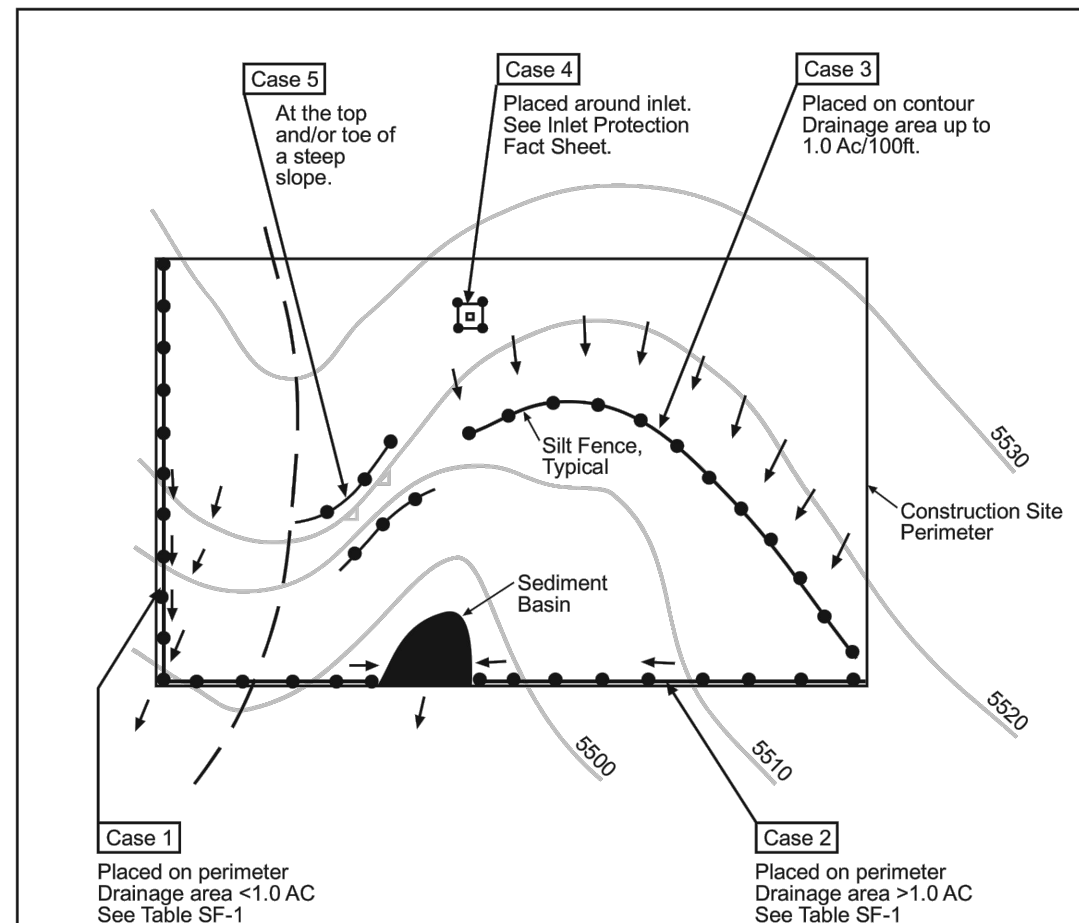 Case 5
At the top
and/or toe of
a steep
slope.
Case 4
Placed around inlet.
See Inlet Protection
Fact Sheet.
Case 3
Placed on contour
Drainage area up to
1.0 Ac/100ft.
Silt Fence,
Typical
5530
Construction Site
Perimeter
Sediment
Basin
5520
5510
5500
Case 1
Placed on perimeter
Drainage area <1.0 AC
See Table SF-1
Case 2
Placed on perimeter
Drainage area >1.0 AC
See Table SF-1